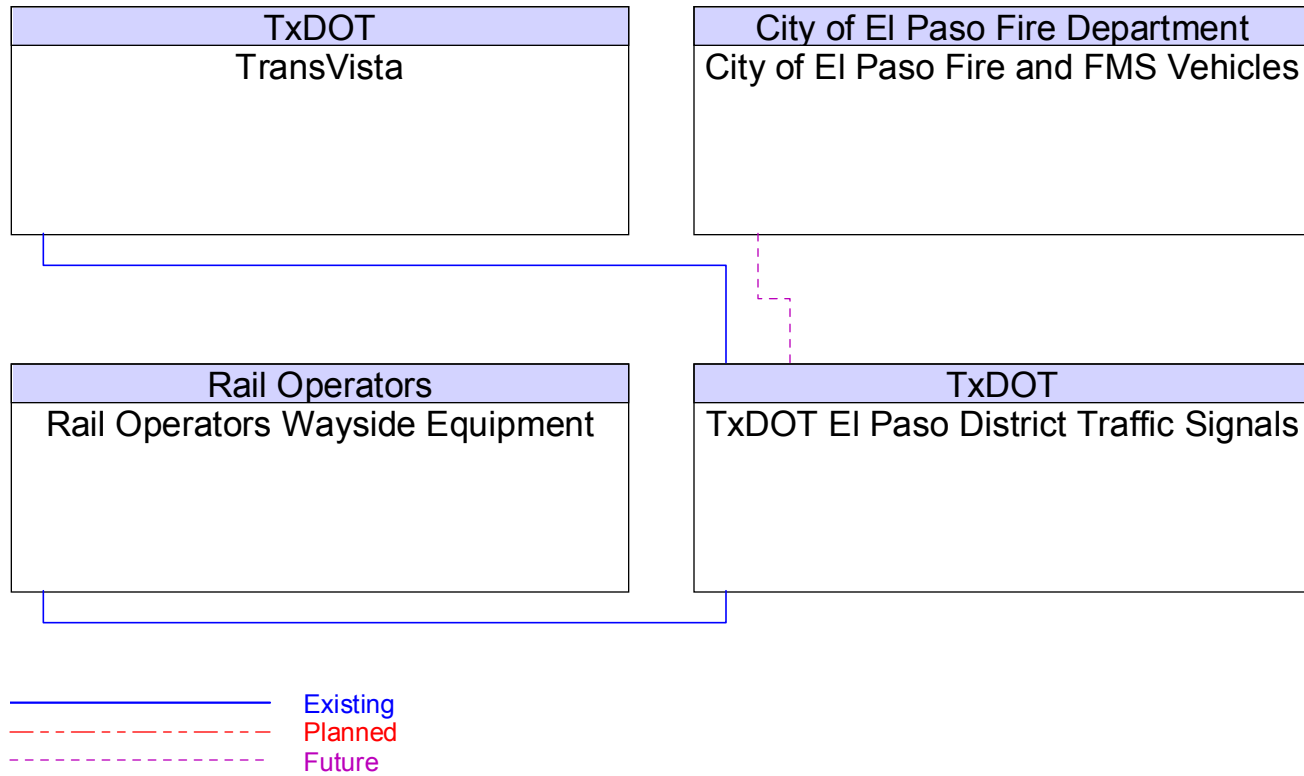 TxDOT
TransVista
City of El Paso Fire Department
City of El Paso Fire and FMS Vehicles
Rail Operators
Rail Operators Wayside Equipment
TxDOT
TxDOT El Paso District Traffic Signals
Existing
Planned
Future